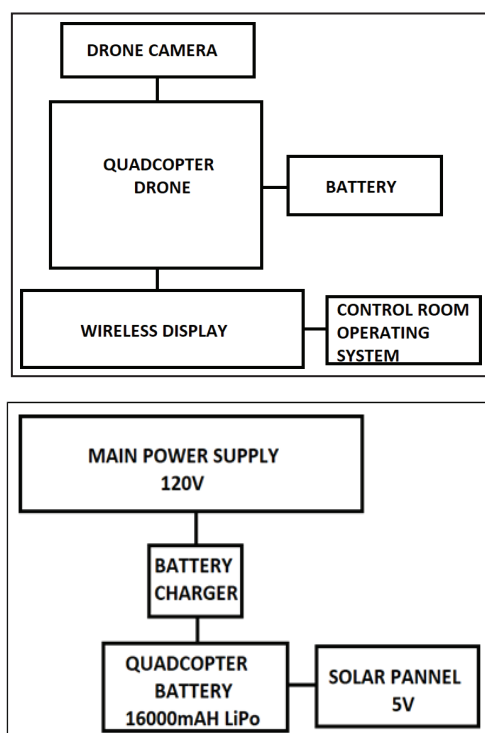 DRONE CAMERA
QUADCOPTER
DRONE
BATTERY
WIRELESS DISPLAY
CONTROL ROOM
OPERATING
SYSTEM
MAIN POWER SUPPLY
120V
BATTERY
CHARGER
QUADCOPTER
BATTERY
16000mAH LiPo
SOLAR PANNEL
5V